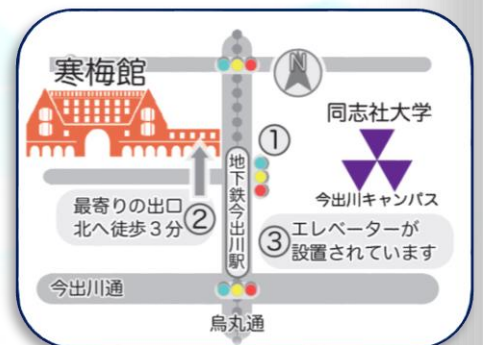 寒梅館
N
同志社大学
①
地下鉄今出川駅
今出川キャンパス
最寄りの出口
北へ徒歩3分
②
③
エレベーターが
設置されています
今出川通
烏丸通